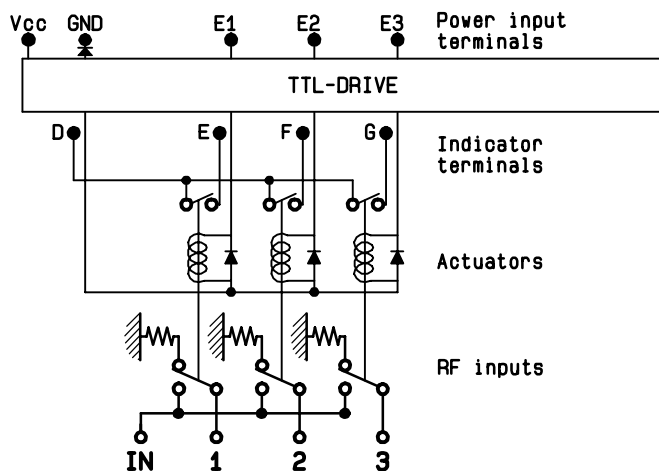 Vcc GND E1 E2 E3 Power input
terminals
TTL-DRIVE
D E F G Indicator
terminals
Actuators
RF inputs
IN 1 2 3